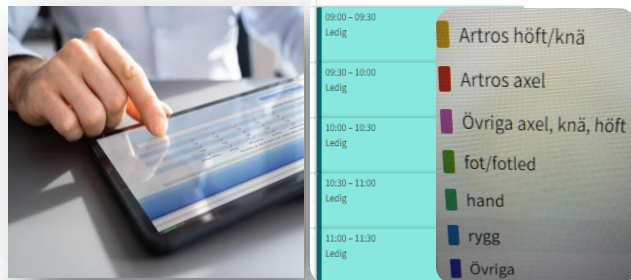 09:00 – 09:30
Ledig
09:30 – 10:00
Ledig
10:00 – 10:30
Ledig
10:30 – 11:00
Ledig
11:00 – 11:30
Ledig
Artros höft/knä
Artros axel
Övriga axel, knä, höft
fot/fotled
hand
rygg
Övriga